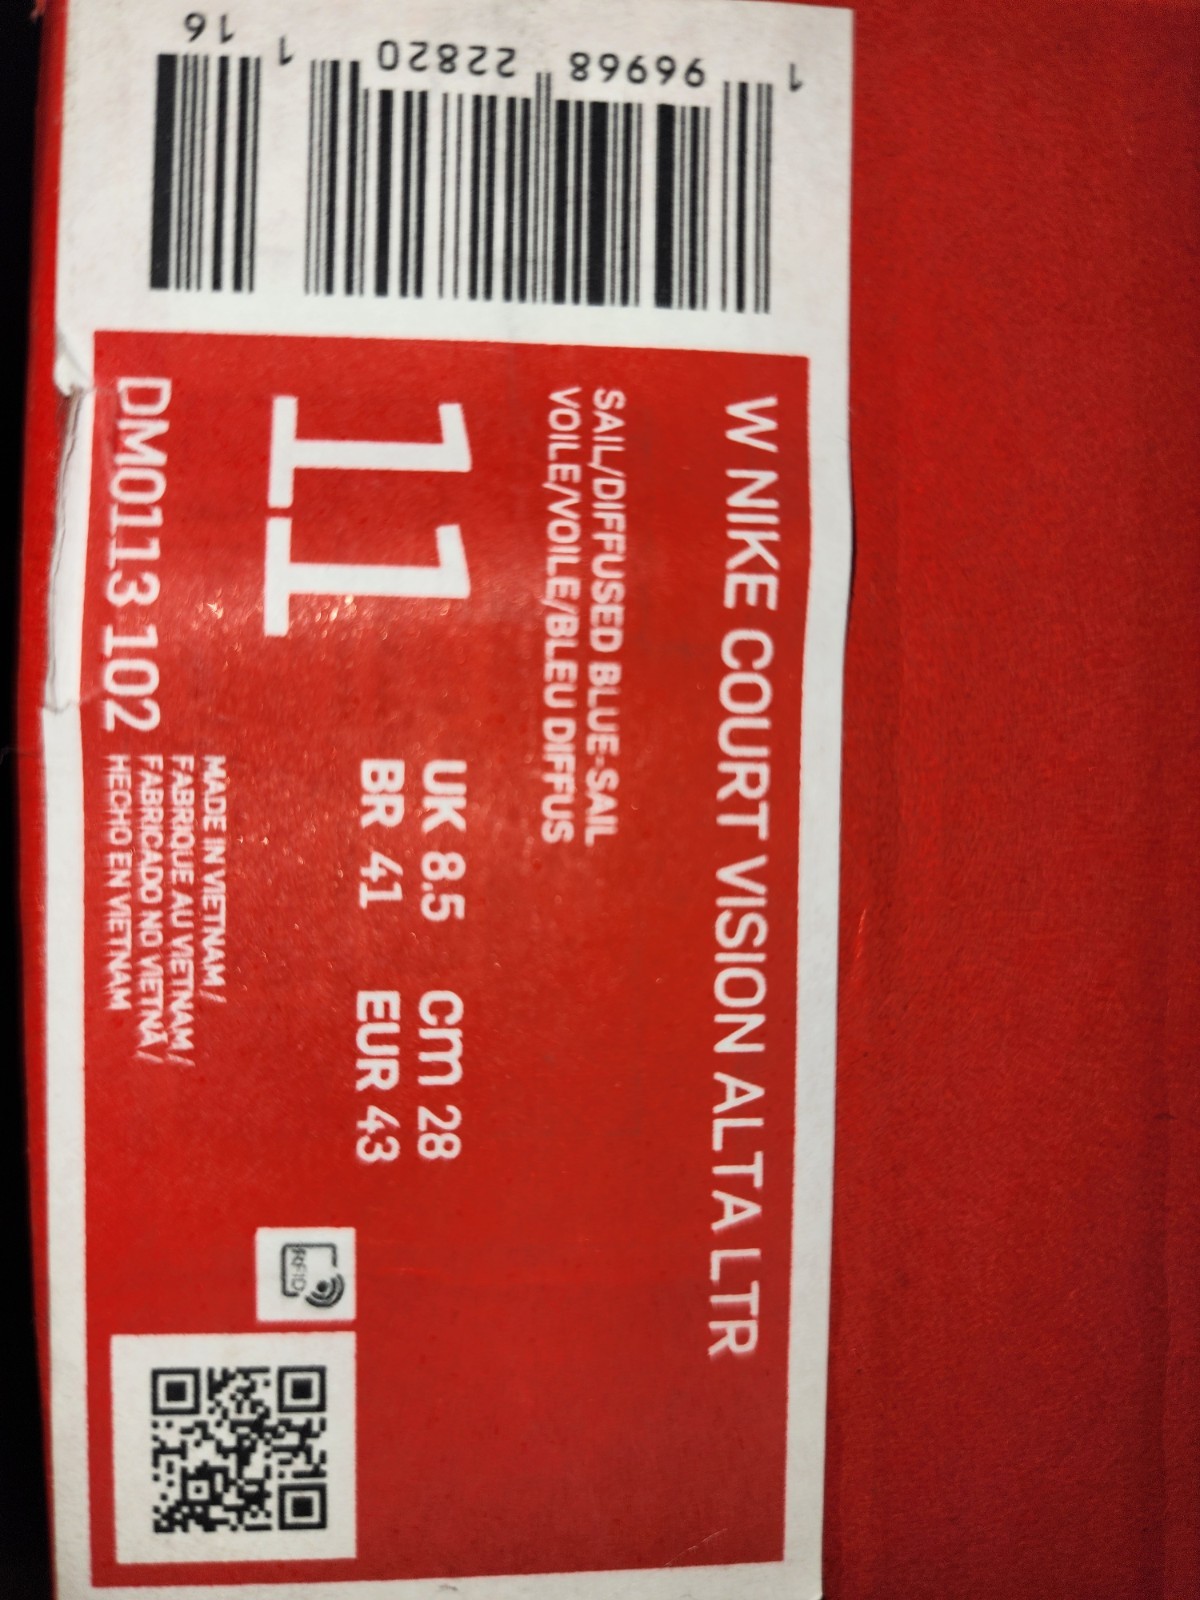 W NIKE COURT VISION ALTA LTR
SAIL/DIFFUSED BLUE-SAIL
VOILE/VOILE/BLEU DIFFUS
11
UK 8.5 cm 28
BR 41 EUR 43
DM0113 102
MADE IN VIETNAM /
FABRIQUE AU VIETNAM /
FABRICADO NO VIETNÃ /
HECHO EN VIETNAM
RFID
1 96968 22820 1 16